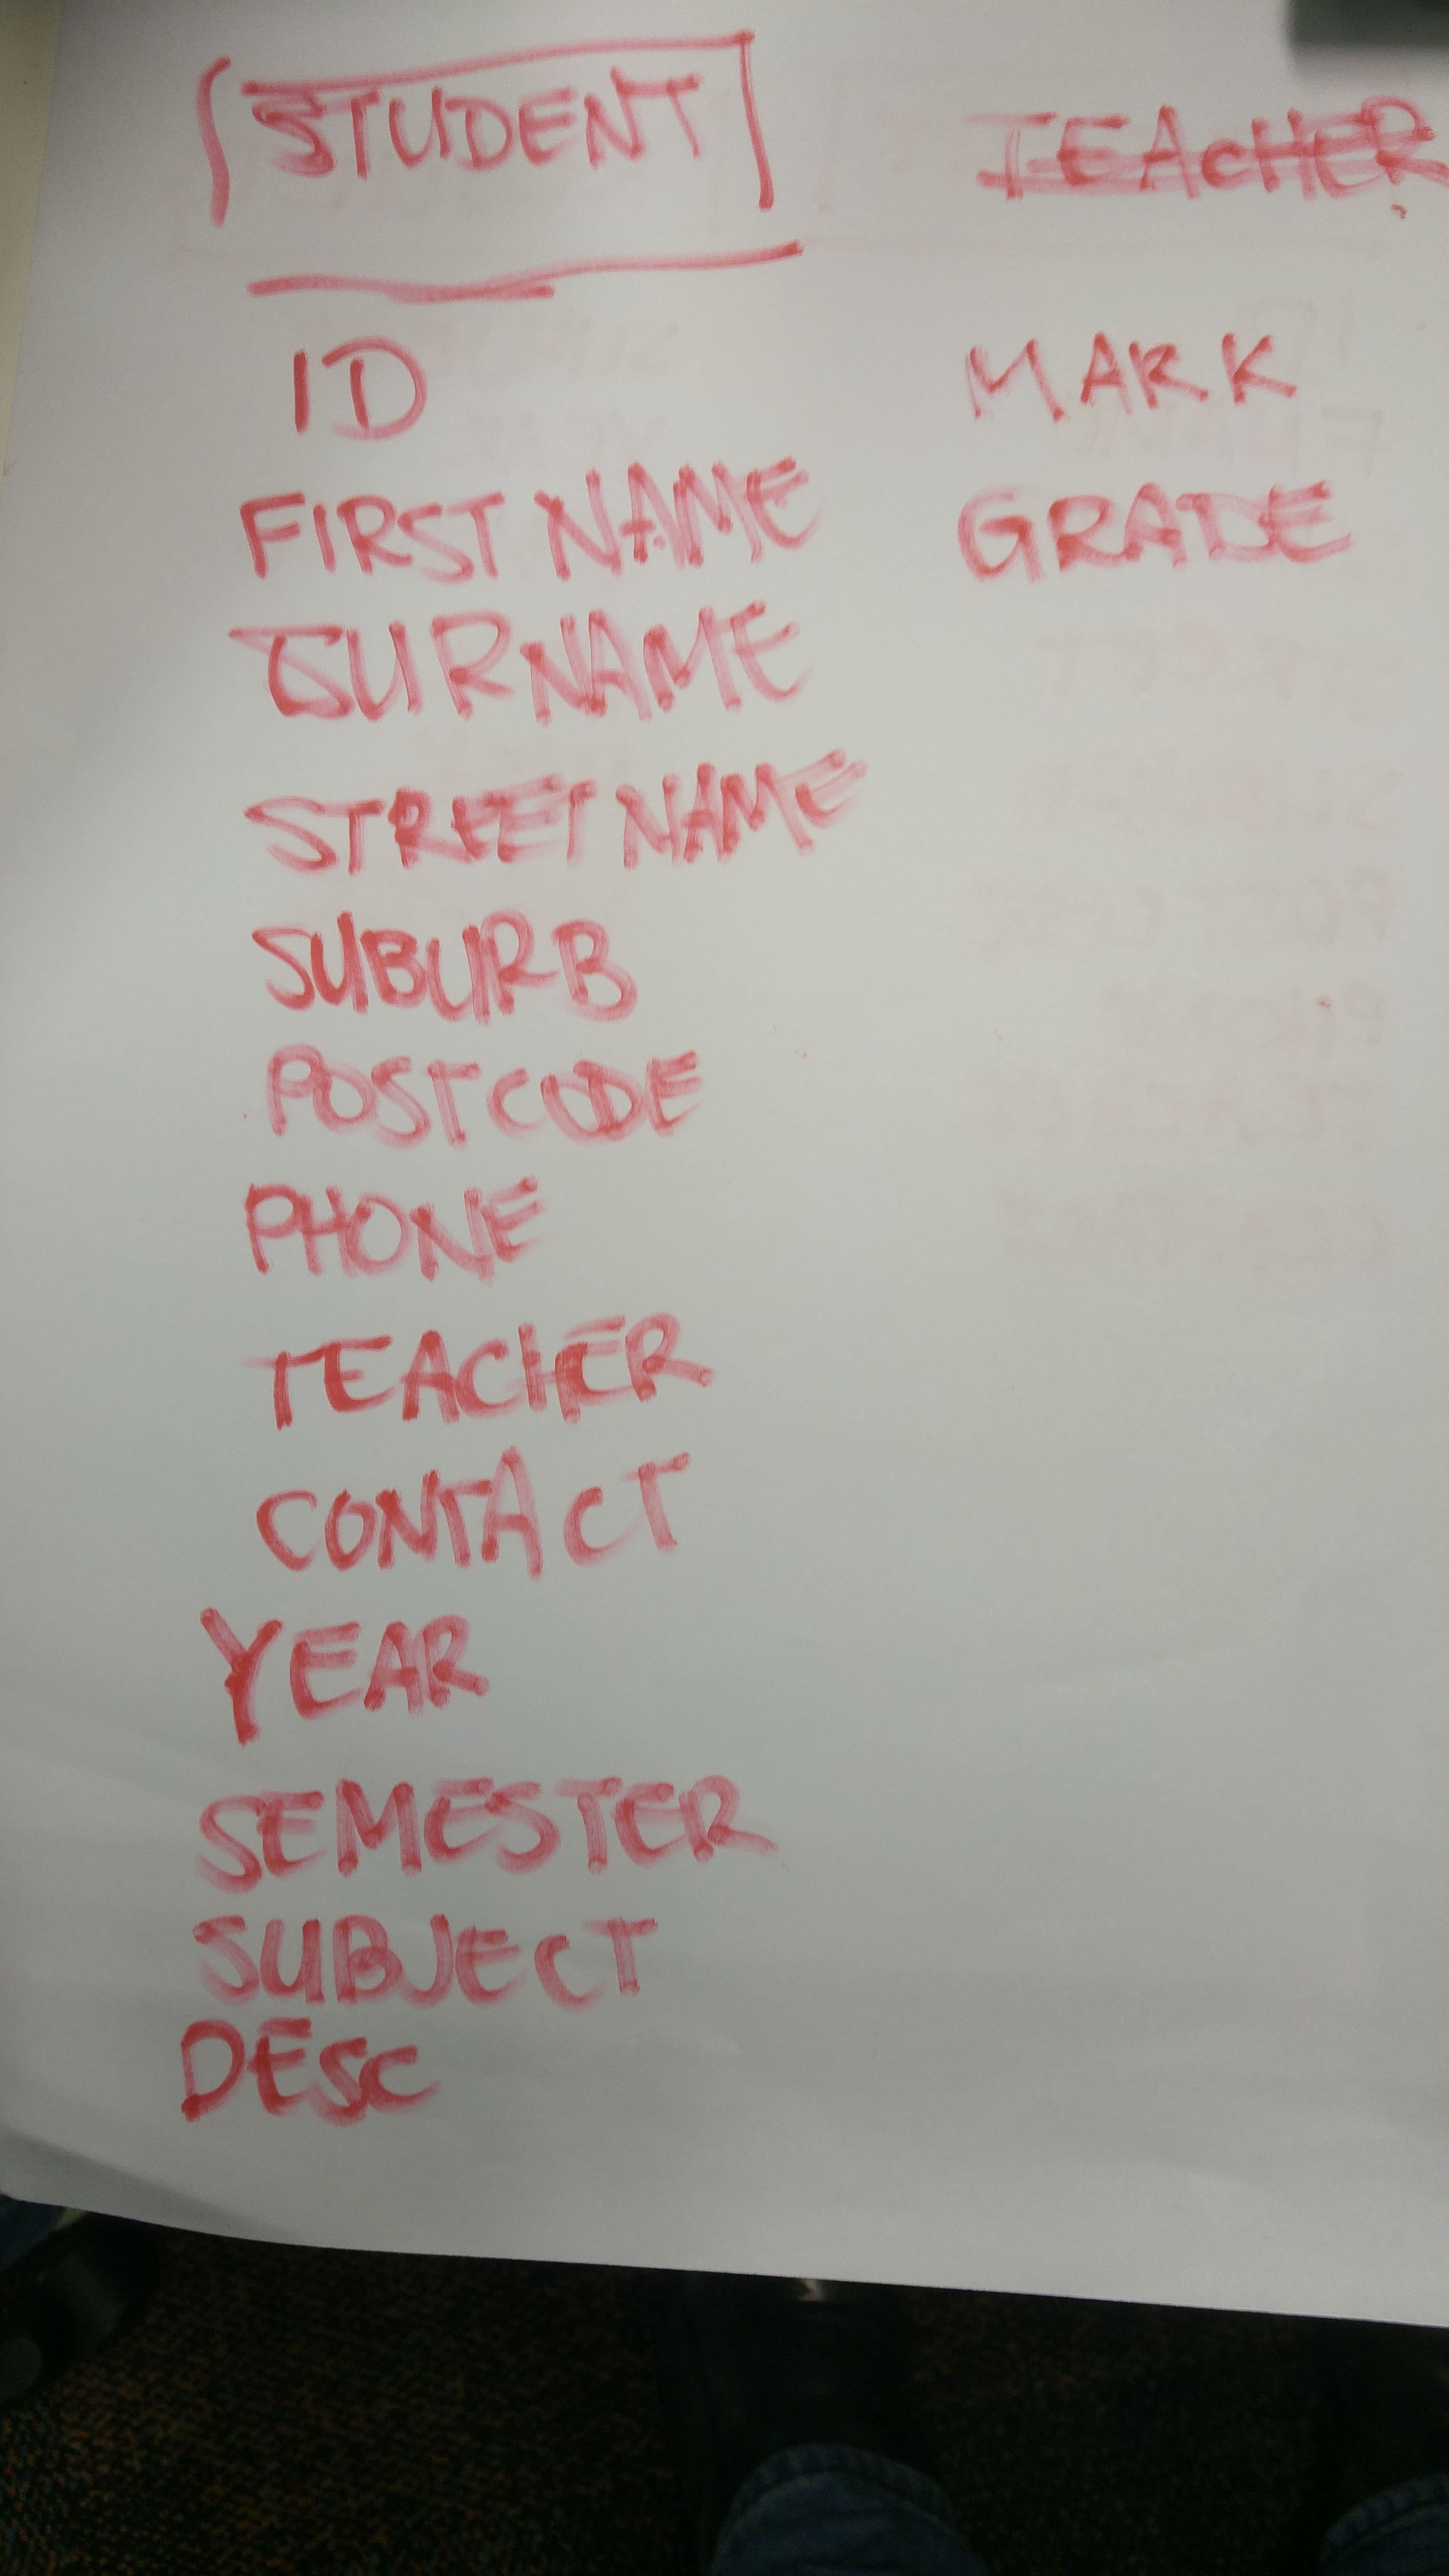 STUDENT
TEACHER
ID
FIRST NAME
SURNAME
STREET NAME
SUBURB
POSTCODE
PHONE
TEACHER
CONTACT
YEAR
SEMESTER
SUBJECT
DESC
MARK
GRADE